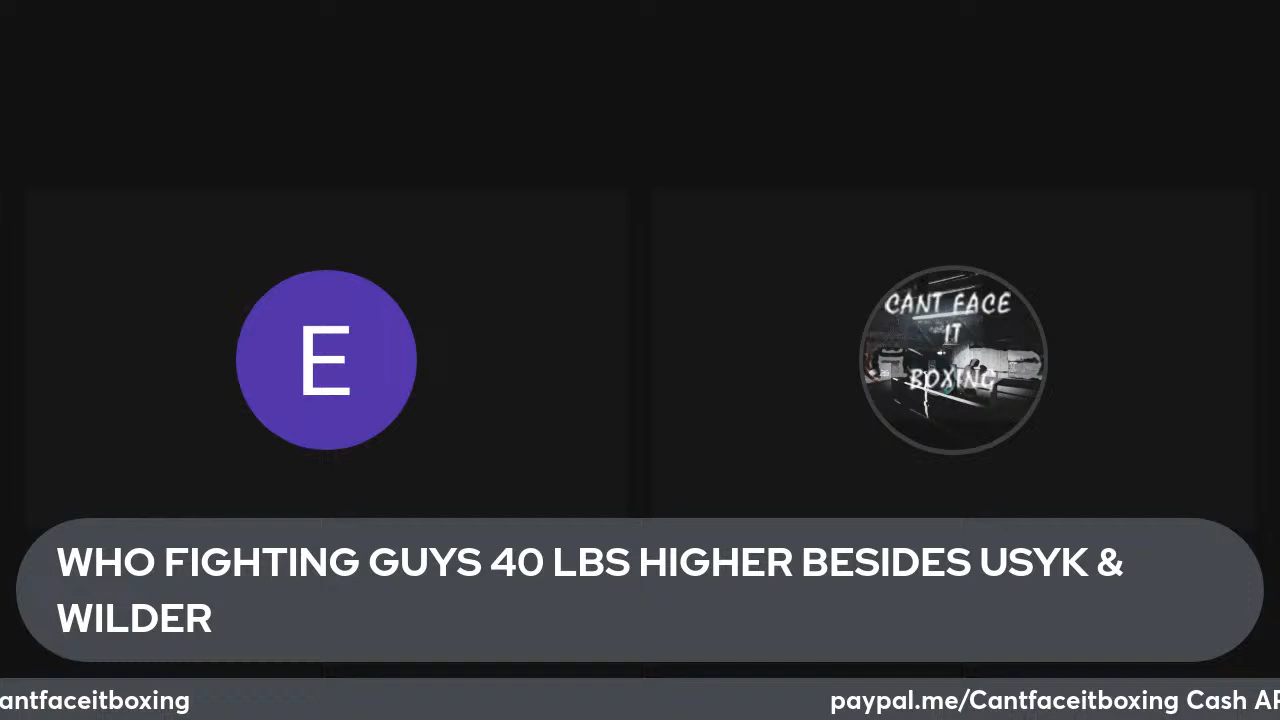 E
CANT FACE
IT
BOXING
WHO FIGHTING GUYS 40 LBS HIGHER BESIDES USYK &
WILDER
antfaceitboxing paypal.me/Cantfaceitboxing Cash AP